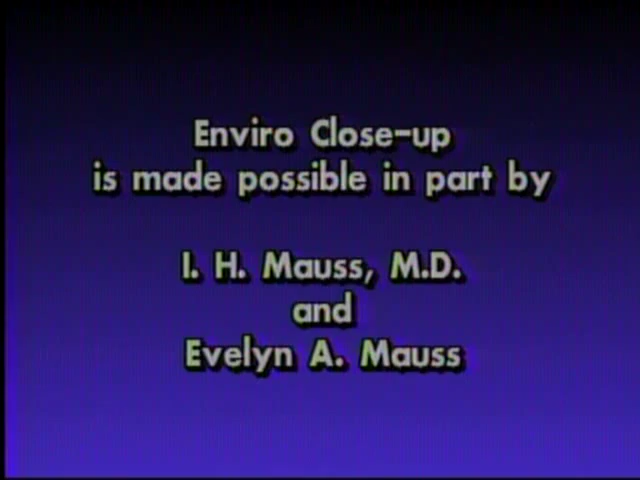 Enviro Close-up
is made possible in part by
I. H. Mauss, M.D.
and
Evelyn A. Mauss